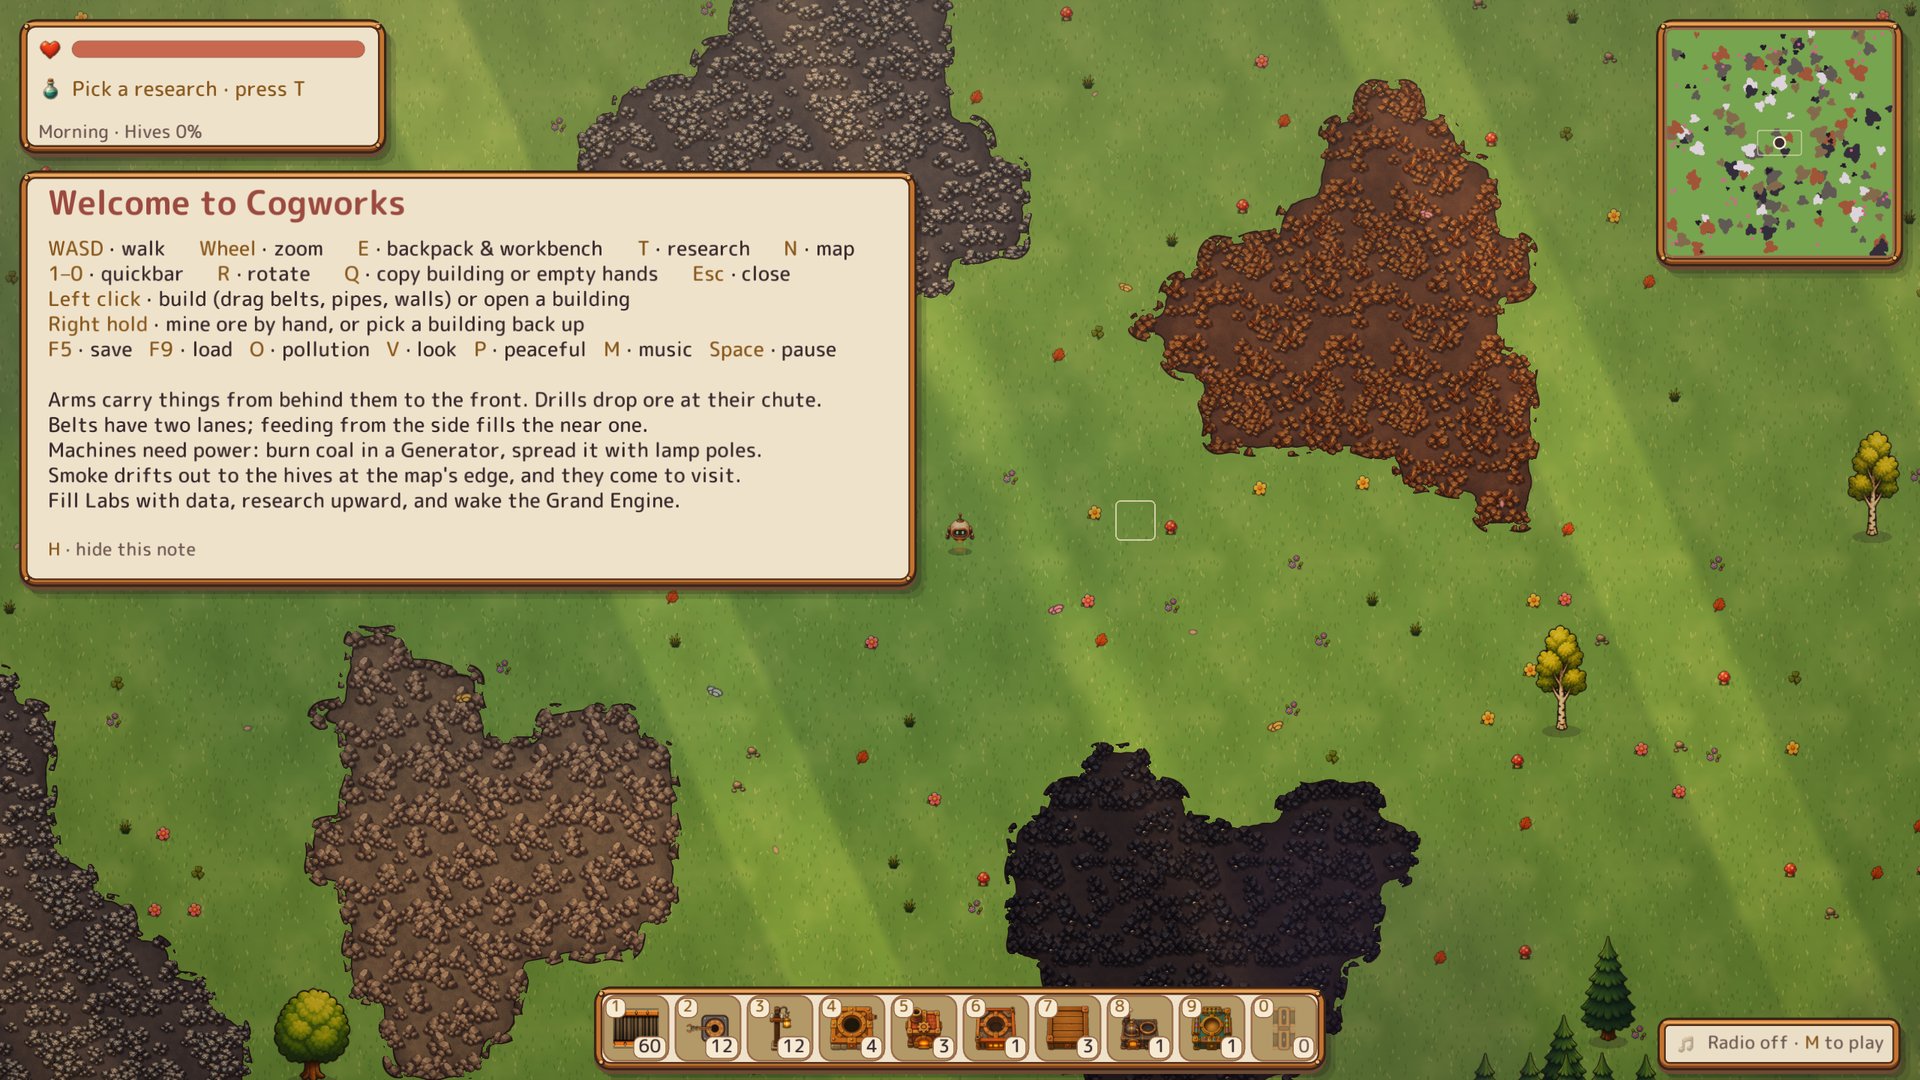 Pick a research · press T
Morning · Hives 0%
Welcome to Cogworks
WASD · walk Wheel · zoom E · backpack & workbench T · research N · map
1–0 · quickbar R · rotate Q · copy building or empty hands Esc · close
Left click · build (drag belts, pipes, walls) or open a building
Right hold · mine ore by hand, or pick a building back up
F5 · save F9 · load O · pollution V · look P · peaceful M · music Space · pause
Arms carry things from behind them to the front. Drills drop ore at their chute.
Belts have two lanes; feeding from the side fills the near one.
Machines need power: burn coal in a Generator, spread it with lamp poles.
Smoke drifts out to the hives at the map's edge, and they come to visit.
Fill Labs with data, research upward, and wake the Grand Engine.
H · hide this note
1 2 3 4 5 6 7 8 9 0
60 12 12 4 3 1 3 1 1 0
Radio off · M to play